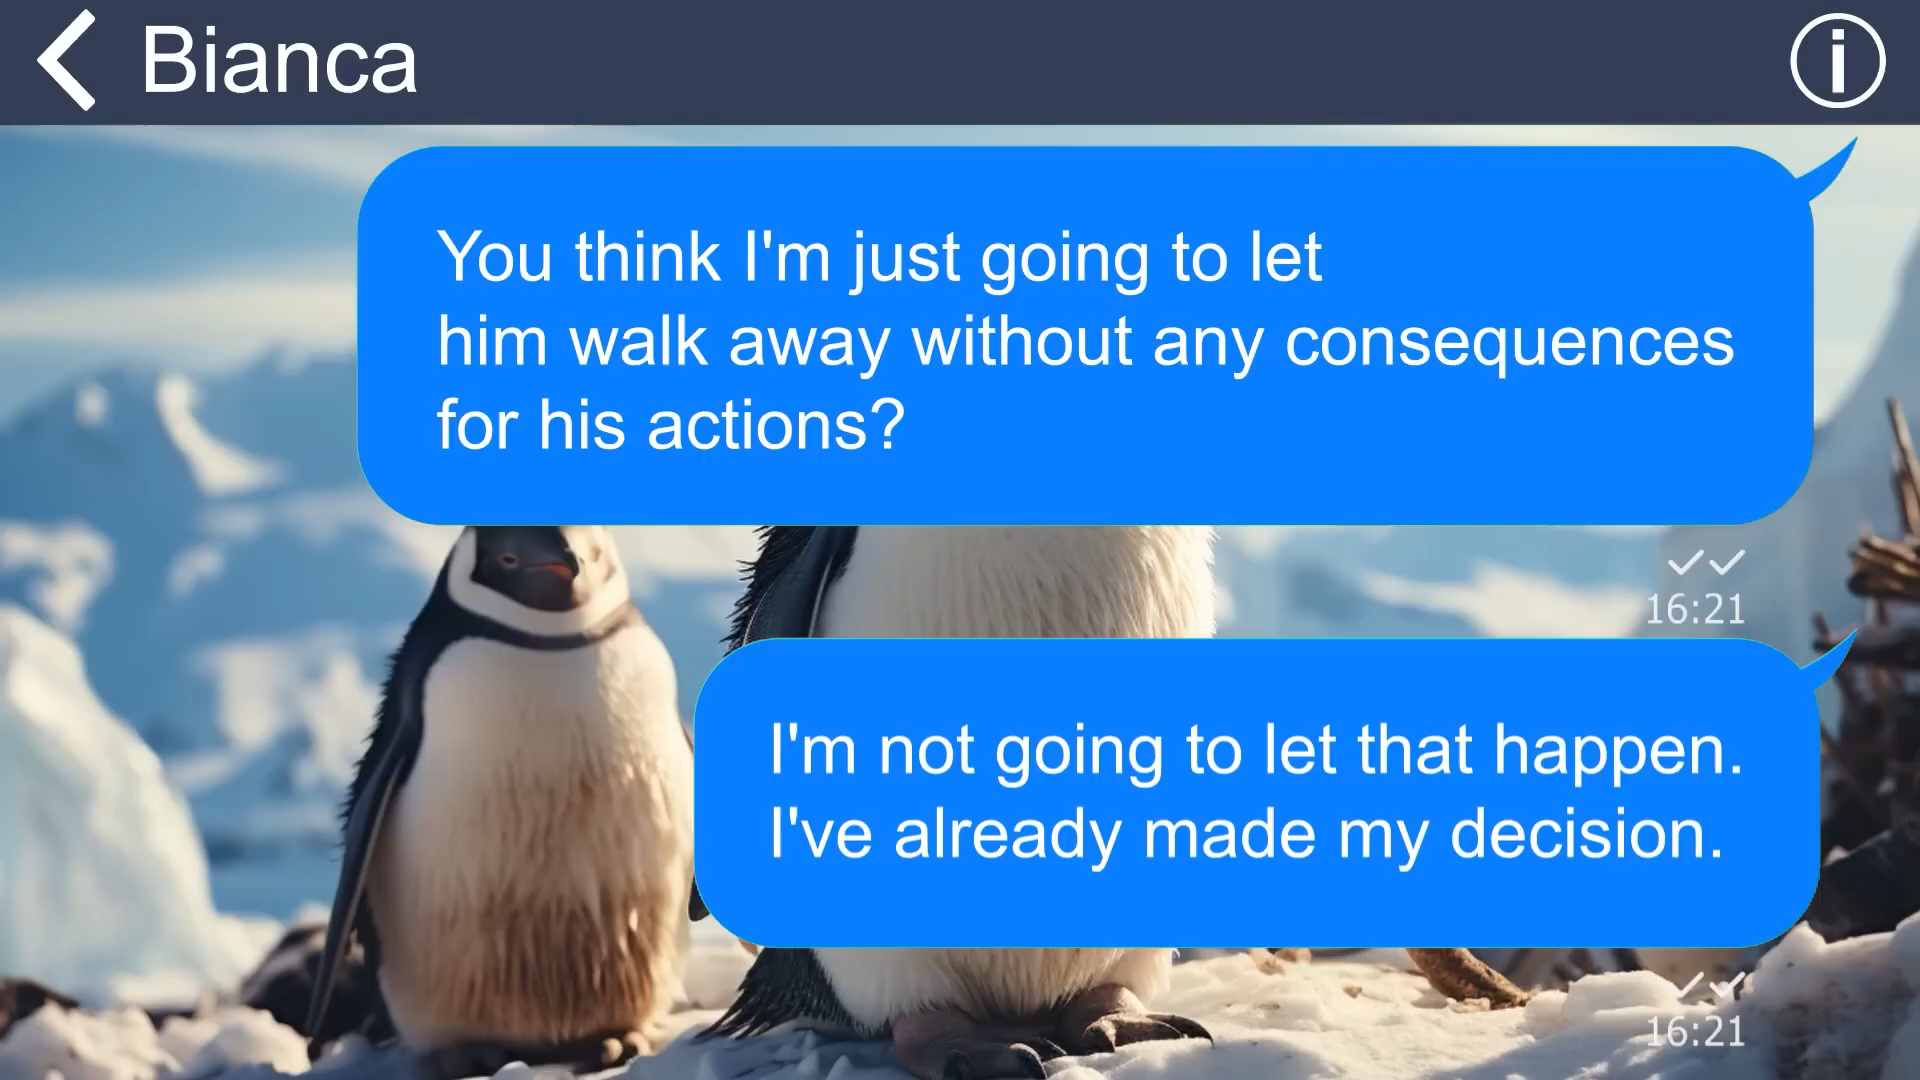 Bianca
You think I'm just going to let
him walk away without any consequences
for his actions?
16:21
I'm not going to let that happen.
I've already made my decision.
16:21